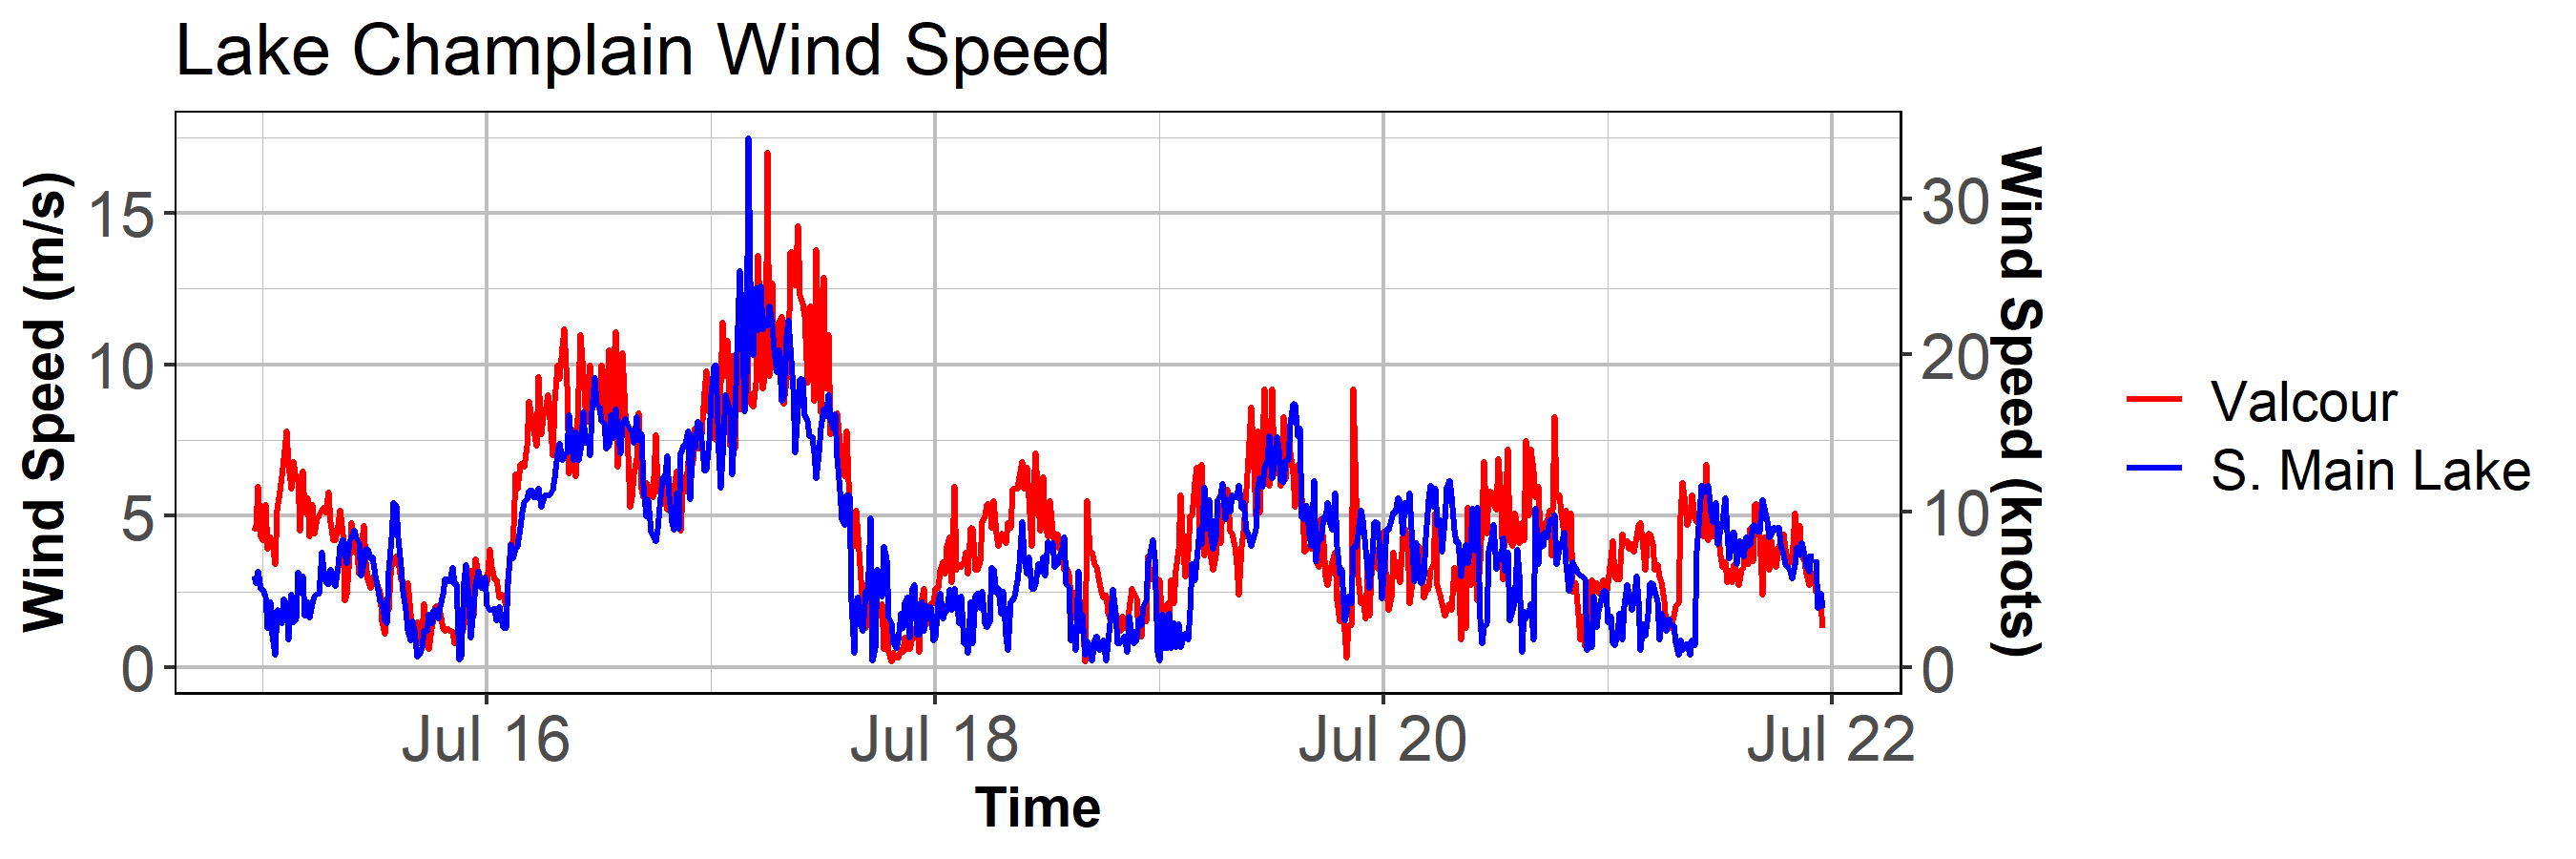 Lake Champlain Wind Speed
Wind Speed (m/s)
15
10
5
0
30
20
10
0
Wind Speed (knots)
Jul 16
Jul 18
Jul 20
Jul 22
Time
Valcour
S. Main Lake